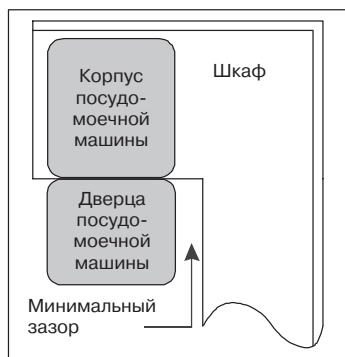 Корпус
посудо-
моечной
машины
Шкаф
Дверца
посудо-
моечной
машины
Минимальный
зазор